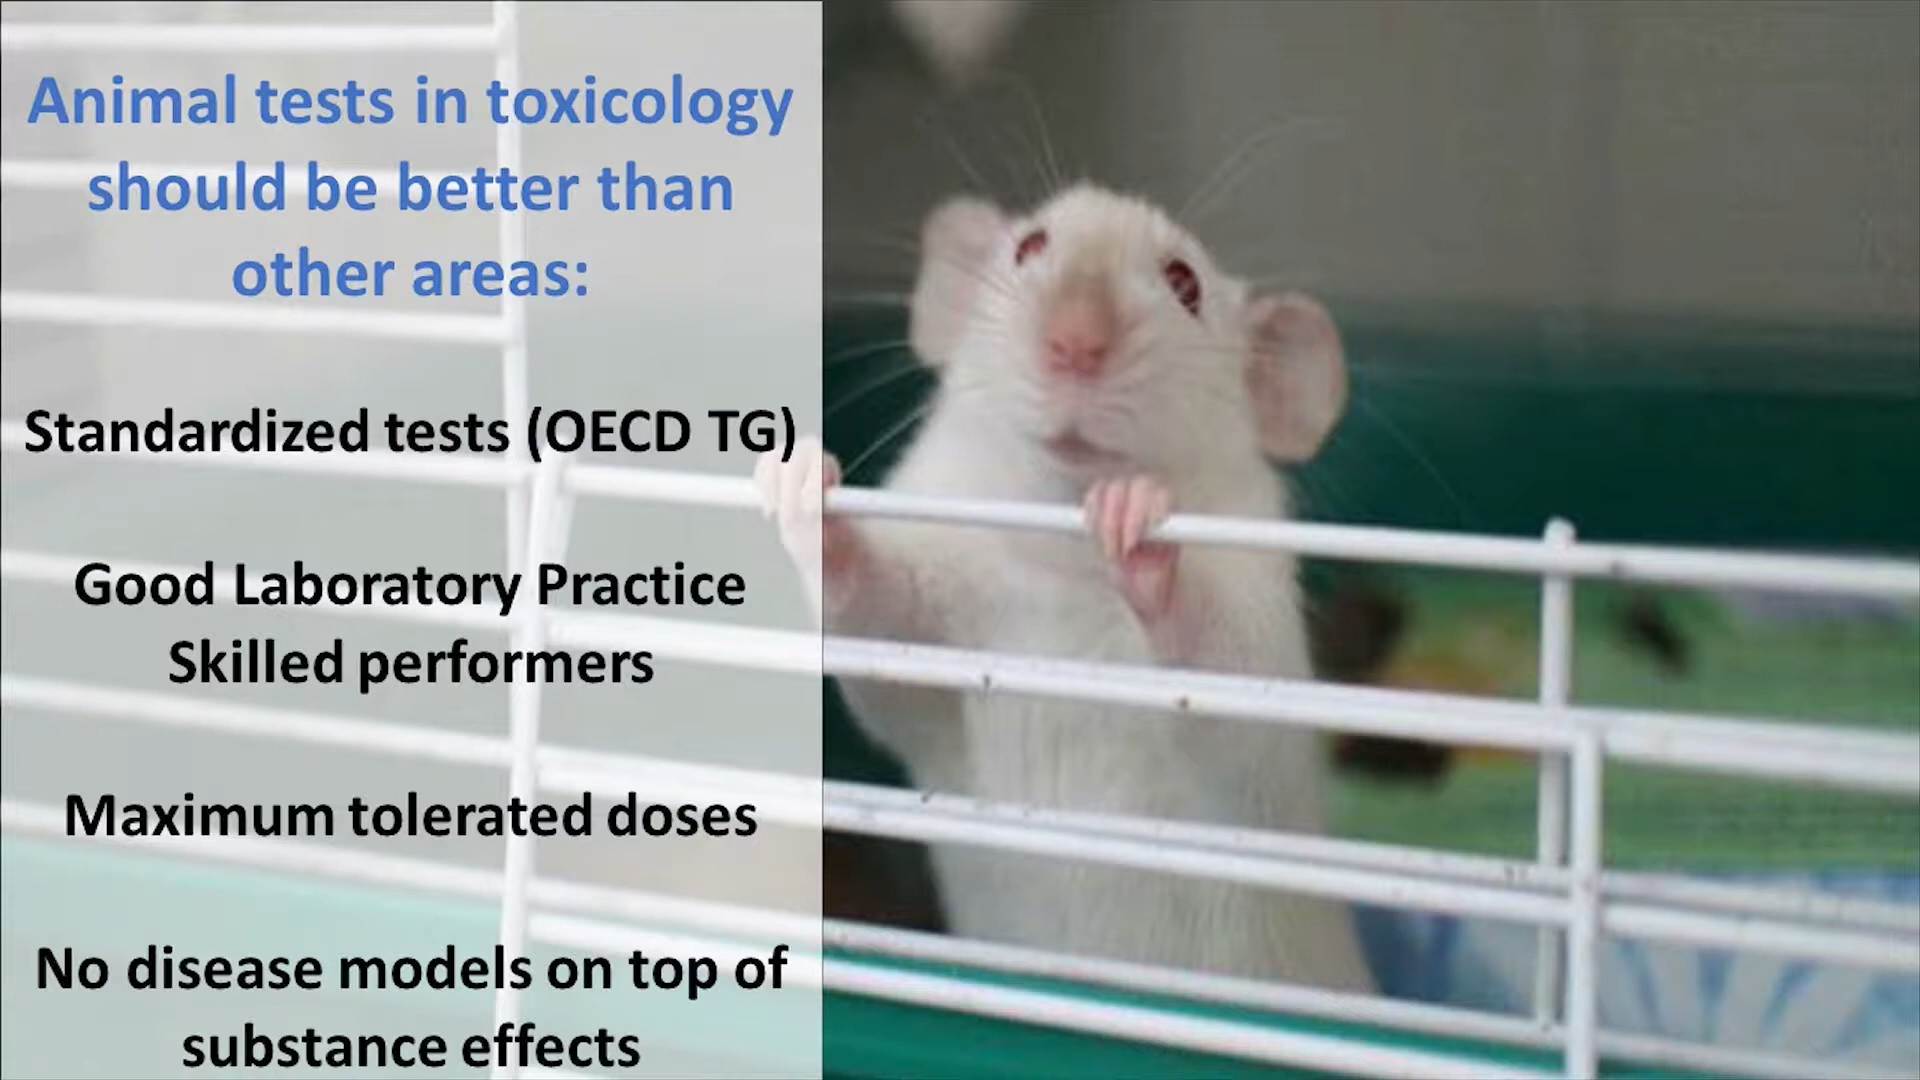 Animal tests in toxicology
should be better than
other areas:
Standardized tests (OECD TG)
Good Laboratory Practice
Skilled performers
Maximum tolerated doses
No disease models on top of
substance effects